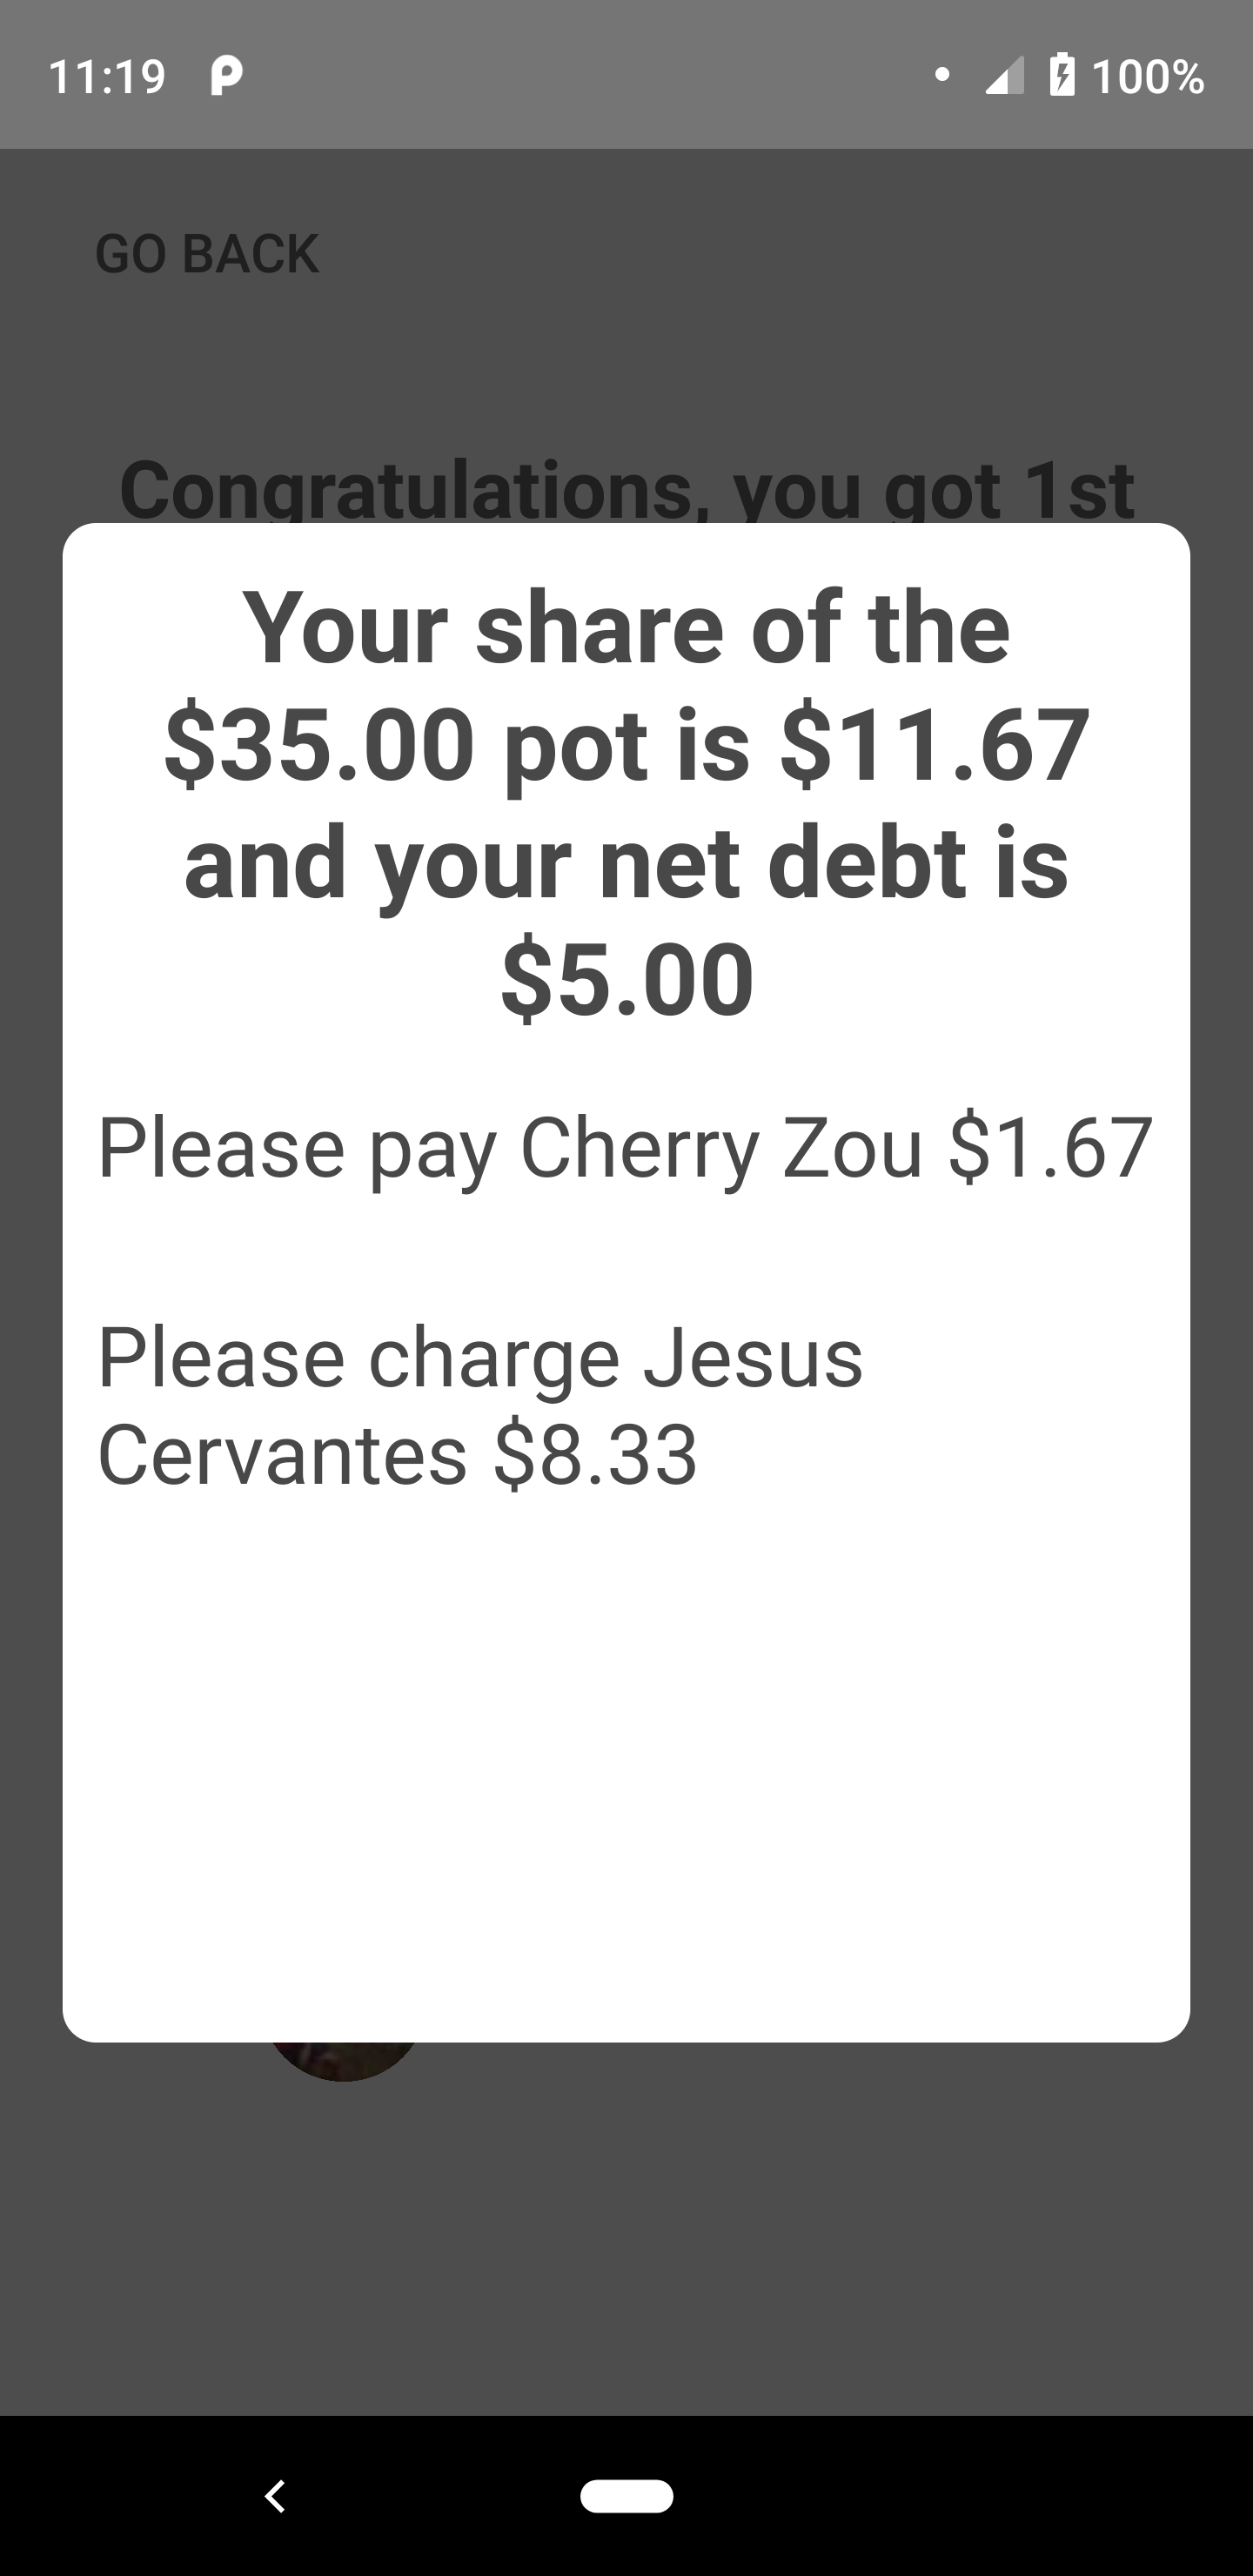 11:19
100%
GO BACK
Congratulations, you got 1st
Your share of the
$35.00 pot is $11.67
and your net debt is
$5.00
Please pay Cherry Zou $1.67
Please charge Jesus
Cervantes $8.33